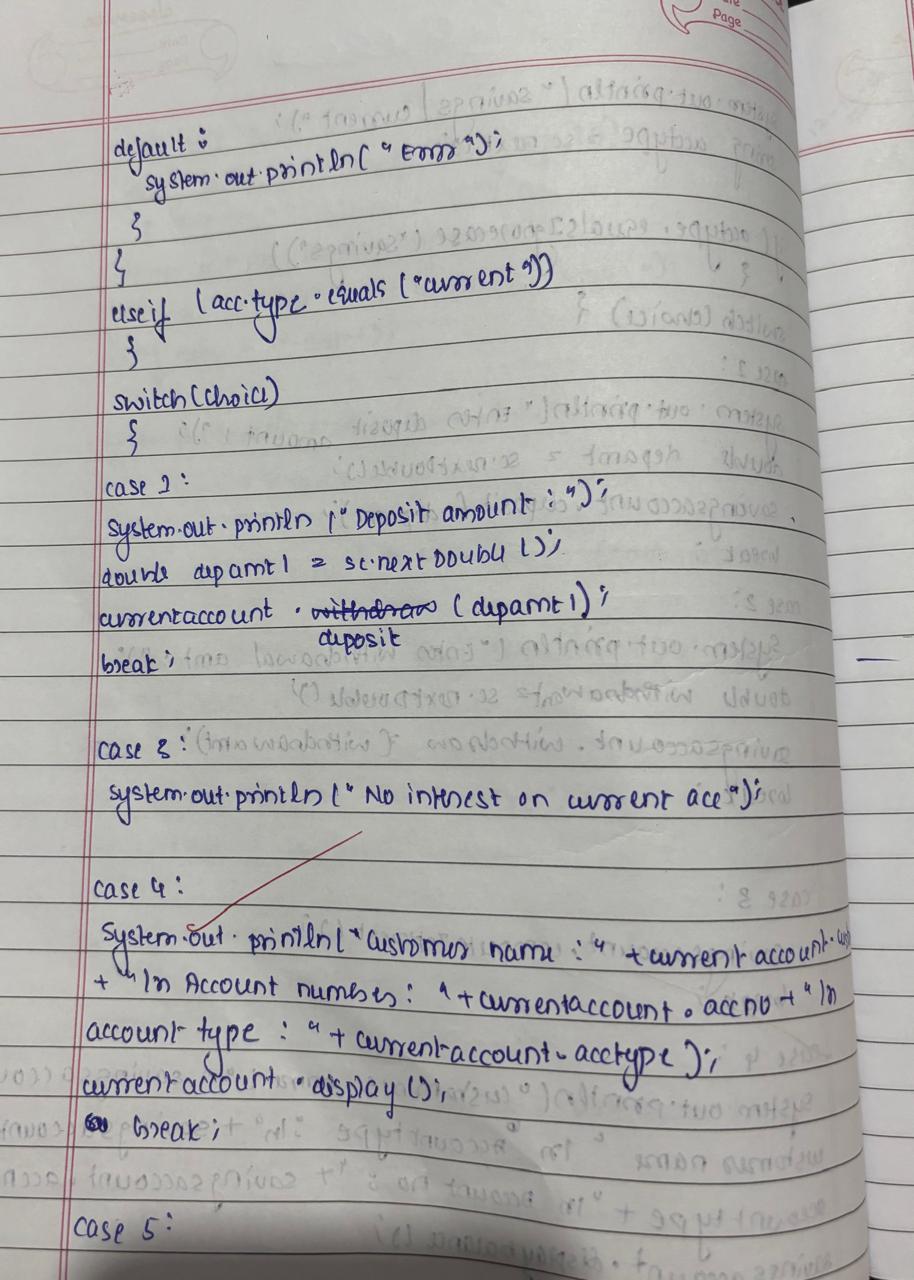 Page
default :
system.out.println("Error");
}
}
elseif (acc.type.equals("current"))
{
switch(choice)
{
case 1:
system.out.println ("Deposit amount : ");
double depamt1 = sc.nextDouble();
currentaccount . withdraw (depamt1);
deposit
break;
case 3:
system.out.println(" No interest on current acc");
case 4:
System.out.println("Customer name : " + current account.
+ "\n Account number: " + currentaccount.accno + "\n
account type : " + current account.acctype);
current account.display();
break;
case 5: